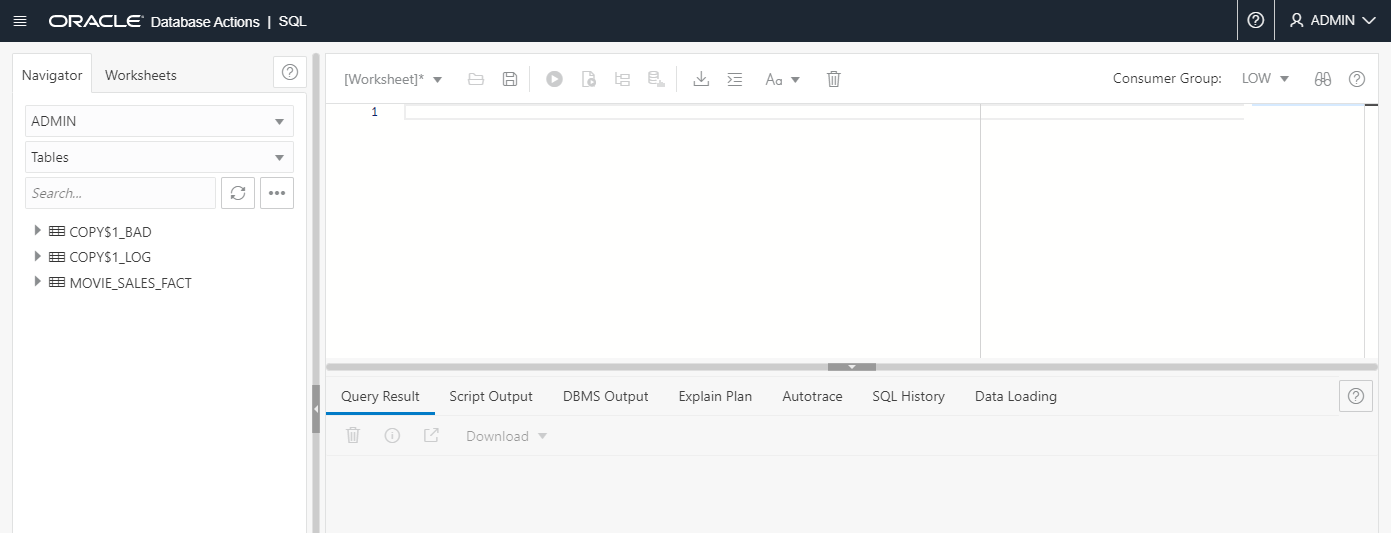 ORACLE Database Actions | SQL
ADMIN
Navigator
Worksheets
ADMIN
Tables
Search...
COPY$1_BAD
COPY$1_LOG
MOVIE_SALES_FACT
[Worksheet]*
Aa
Consumer Group: LOW
1
Query Result
Script Output
DBMS Output
Explain Plan
Autotrace
SQL History
Data Loading
Download